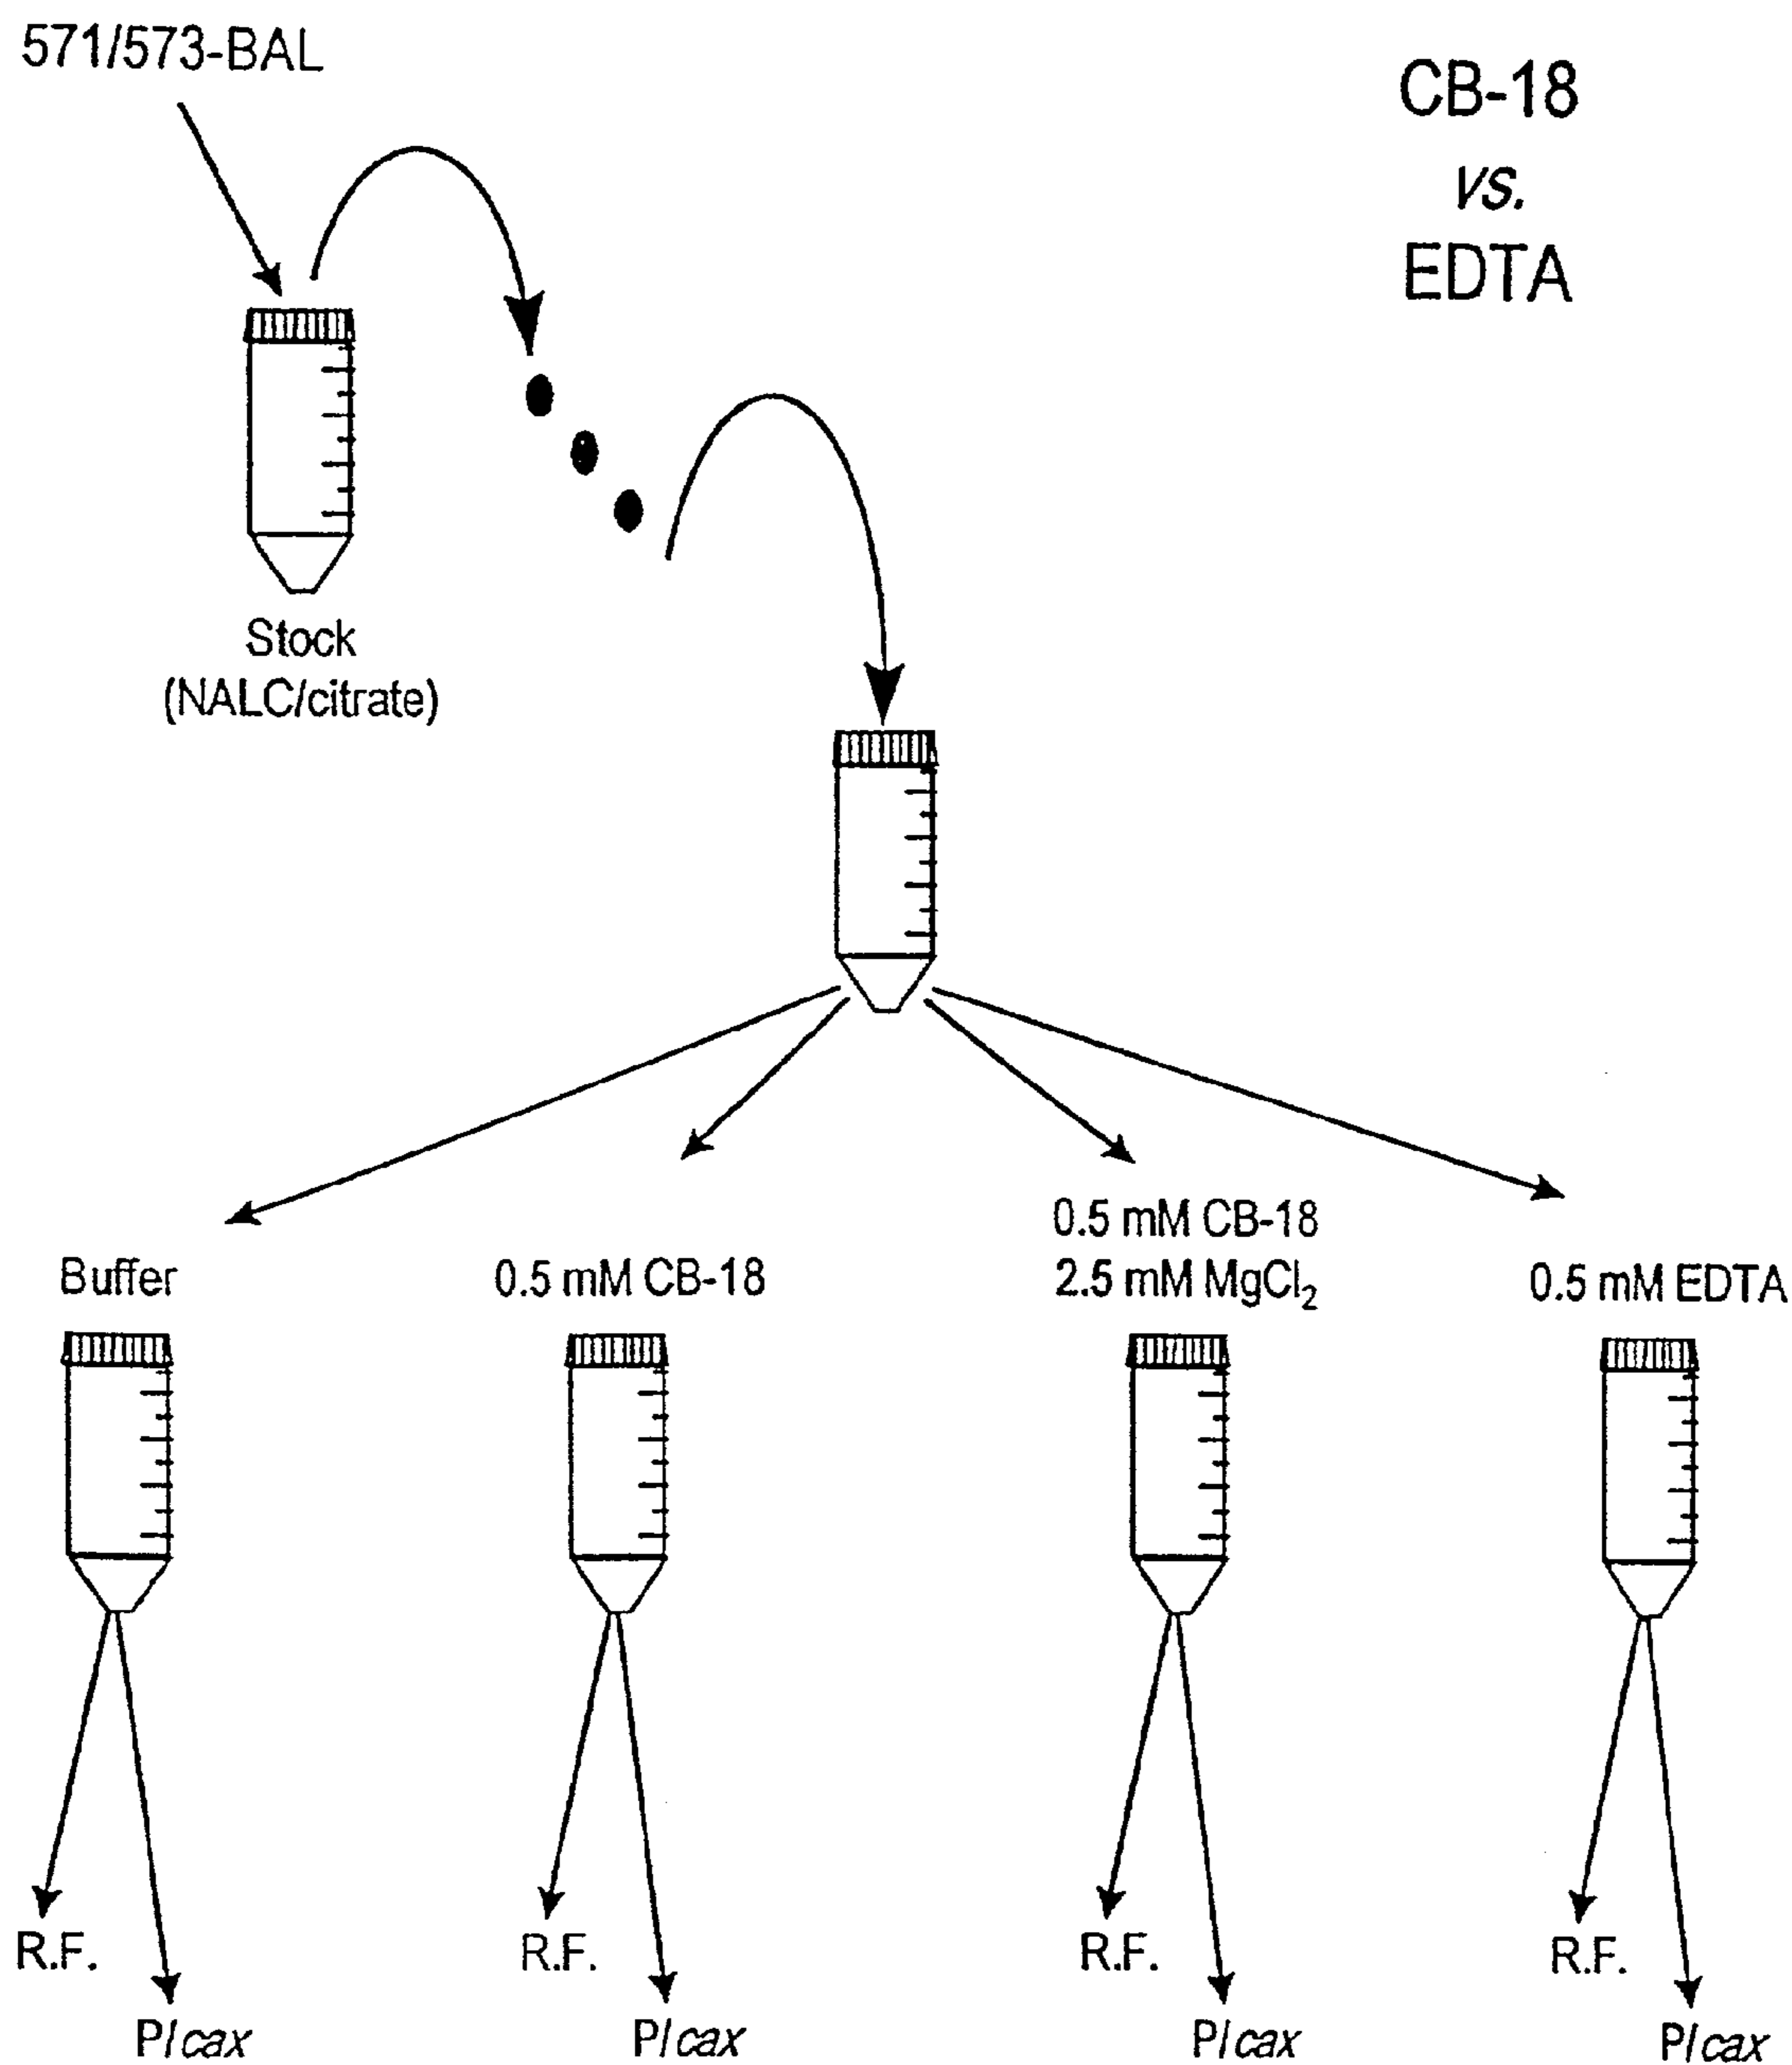 571/573-BAL
CB-18
vs.
EDTA
Stock
(NALC/citrate)
Buffer
0.5 mM CB-18
0.5 mM CB-18
2.5 mM MgCl₂
0.5 mM EDTA
R.F.
P/cax
R.F.
P/cax
R.F.
P/cax
R.F.
P/cax